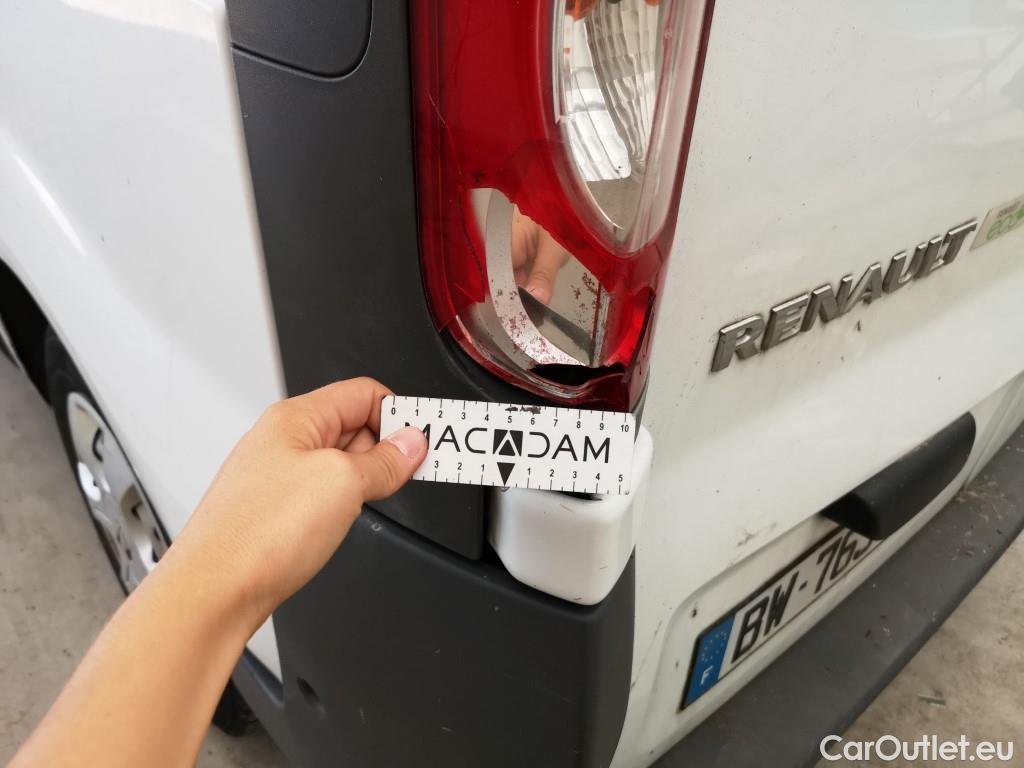 RENAULT
0 1 2 3 4 5 6 7 8 9 10
MACADAM
3 2 1 1 2 3 4 5
BW-763
F
CarOutlet.eu